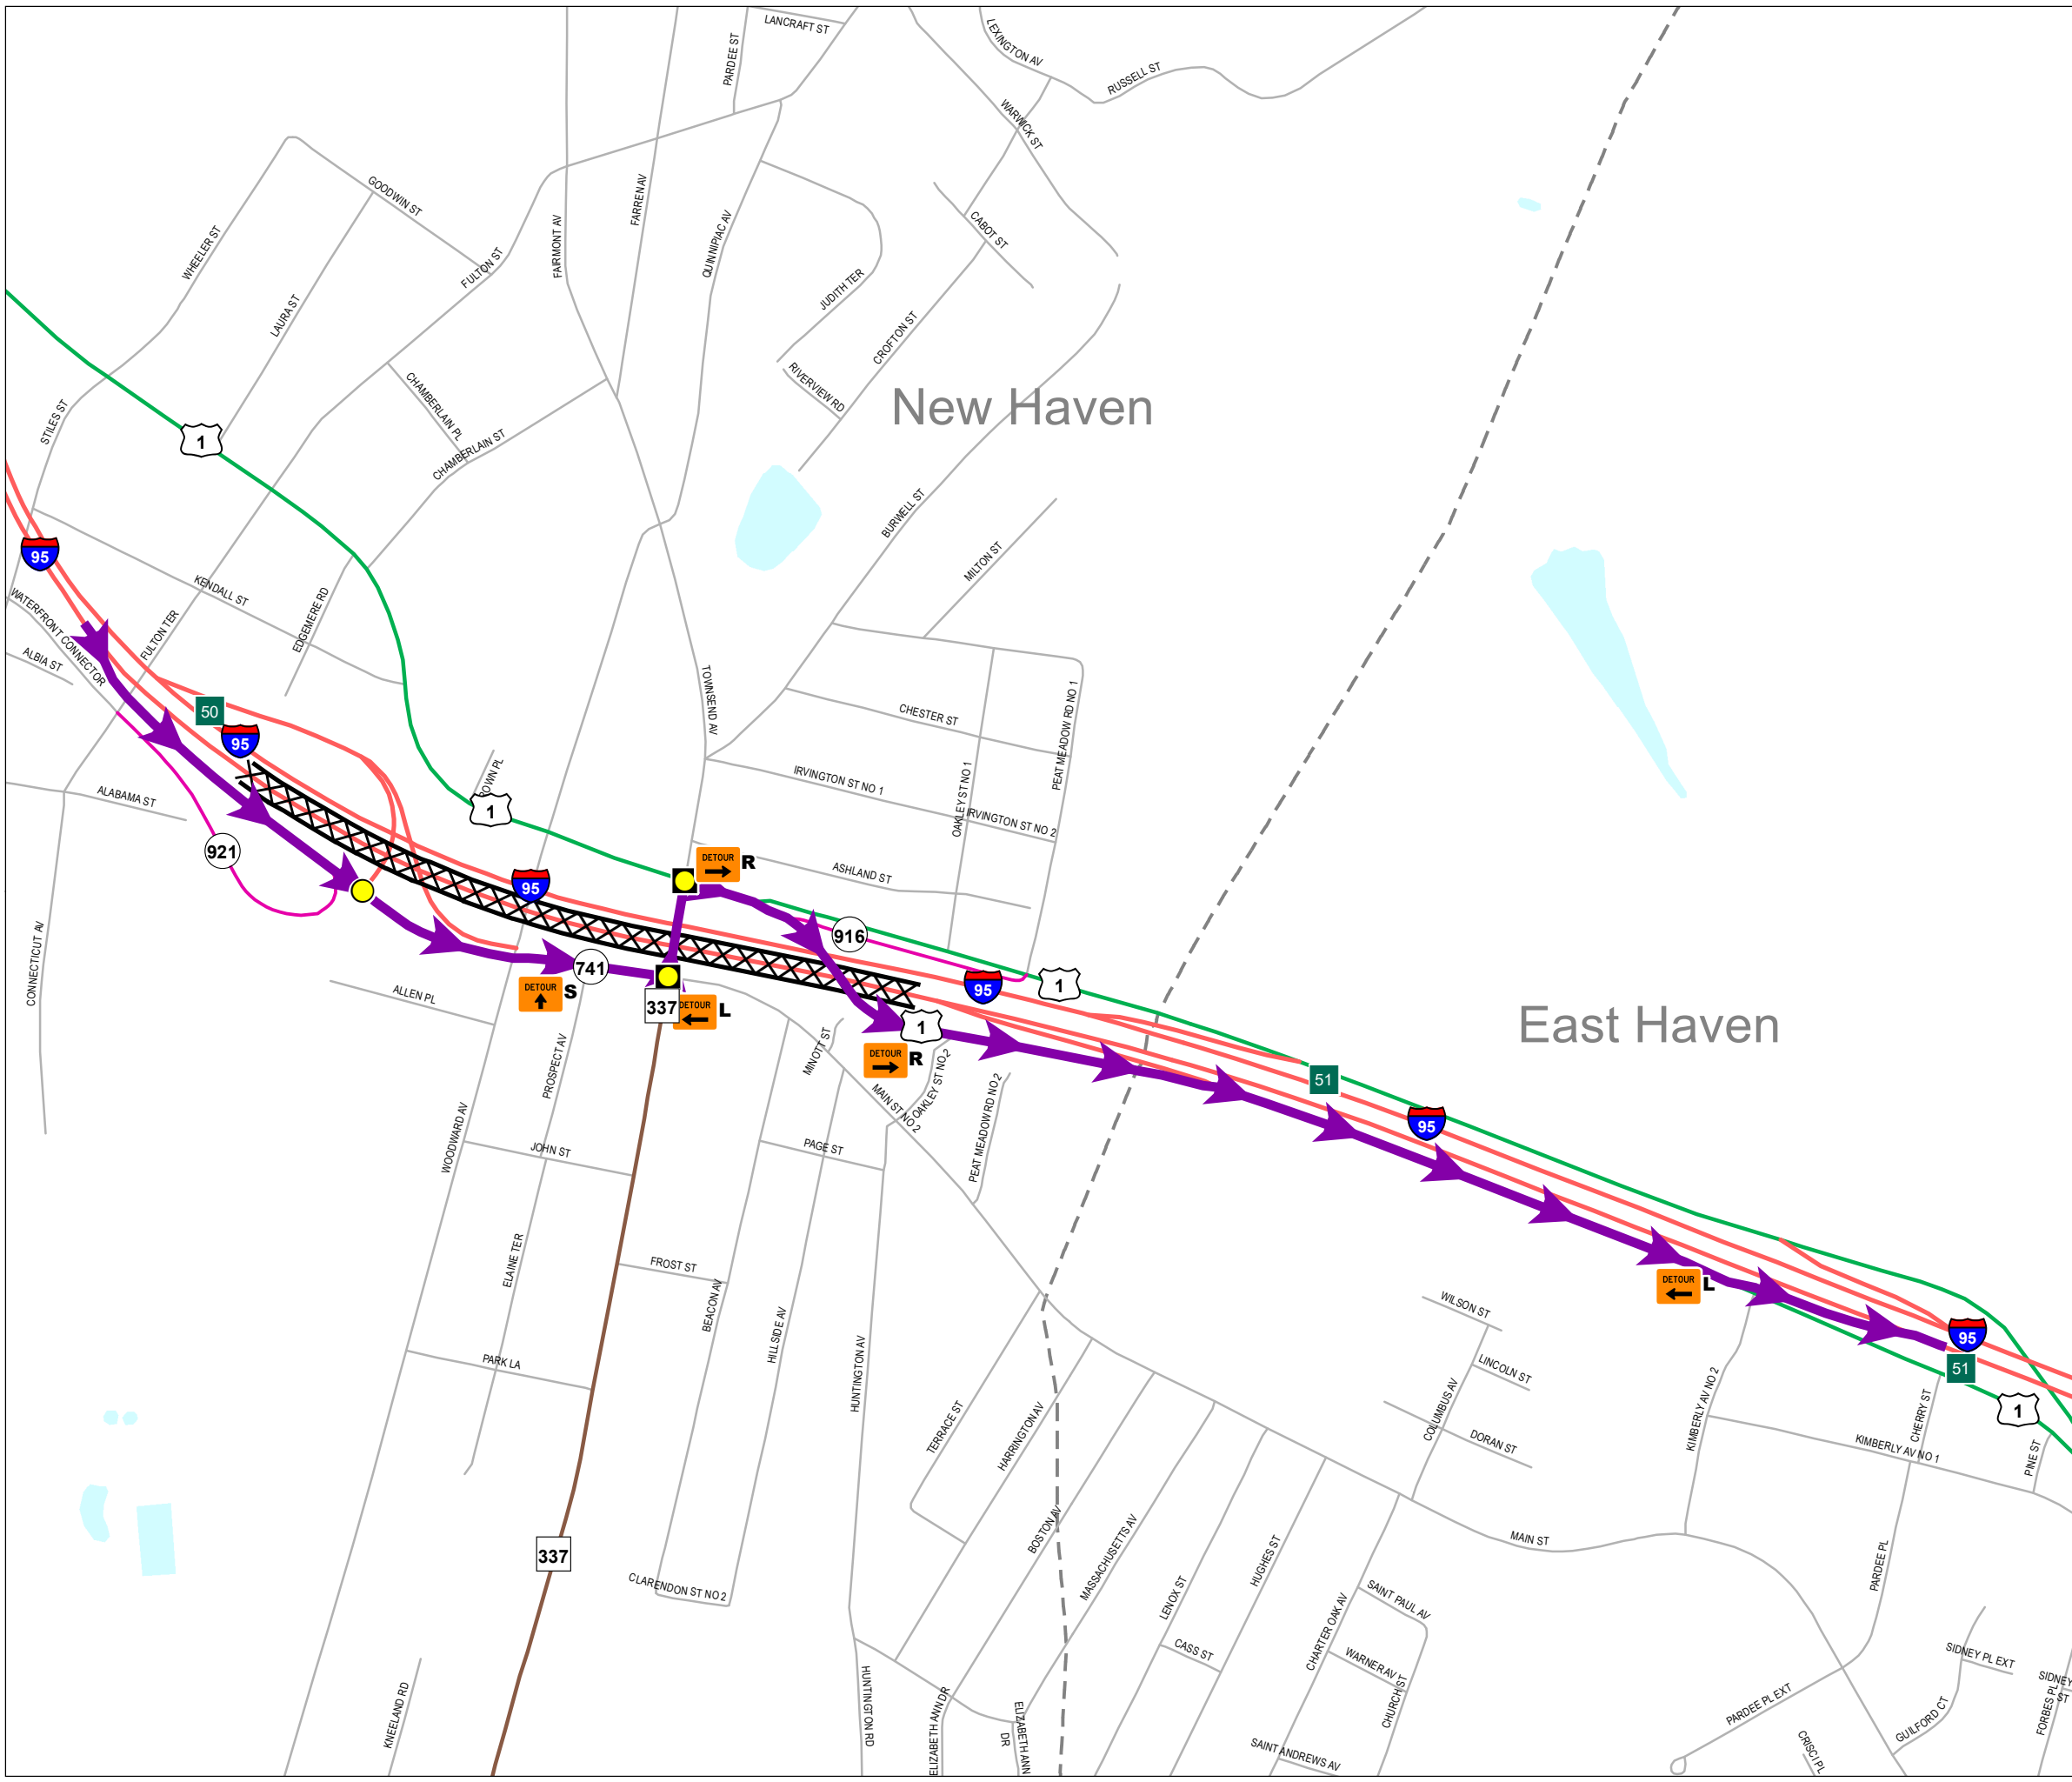 LANCRAFT ST
PARDEE ST
LEXINGTON AV
RUSSELL ST
WARWICK ST
GOODWIN ST
FARREN AV
WHEELER ST
FULTON ST
FAIRMONT AV
QUINNIPIAC AV
CABOT ST
JUDITH TER
LAURA ST
CROFTON ST
RIVERVIEW RD
New Haven
CHAMBERLAIN PL
STILES ST
1
CHAMBERLAIN ST
BURWELL ST
95
MILTON ST
KENDALL ST
WATERFRONT CONNECTOR
EDGEMERE RD
FULTON TER
ALBIA ST
TOWNSEND AV
50
95
CHESTER ST
PEAT MEADOW RD NO 1
ALABAMA ST
IRVINGTON ST NO 1
OAKLEY ST NO 1
IRVINGTON ST NO 2
1
921
DETOUR
R
ASHLAND ST
95
916
CONNECTICUT AV
741
DETOUR
S
ALLEN PL
337
DETOUR
L
95
1
1
East Haven
DETOUR
R
MINOTT ST
OAKLEY ST NO 2
MAIN ST NO 2
PROSPECT AV
PEAT MEADOW RD NO 2
51
95
WOODWARD AV
JOHN ST
PAGE ST
ELAINE TER
FROST ST
BEACON AV
HILLSIDE AV
DETOUR
L
WILSON ST
95
51
PARK LA
HUNTINGTON AV
LINCOLN ST
COLUMBUS AV
KIMBERLY AV NO 2
CHERRY ST
1
TERRACE ST
HARRINGTON AV
DORAN ST
KIMBERLY AV NO 1
PINE ST
337
BOSTON AV
MASSACHUSETTS AV
HUGHES ST
MAIN ST
PARDEE PL
CLARENDON ST NO 2
LENOX ST
SAINT PAUL AV
CHARTER OAK AV
CASS ST
WARNER AV
CHURCH ST
SIDNEY PL EXT
SIDNEY
ST
KNEELAND RD
HUNTINGTON RD
ELIZABETH ANN DR
ELIZABETH ANN
DR
SAINT ANDREWS AV
PARDEE PL EXT
GUILFORD CT
FORBES PL
CRISCI PL